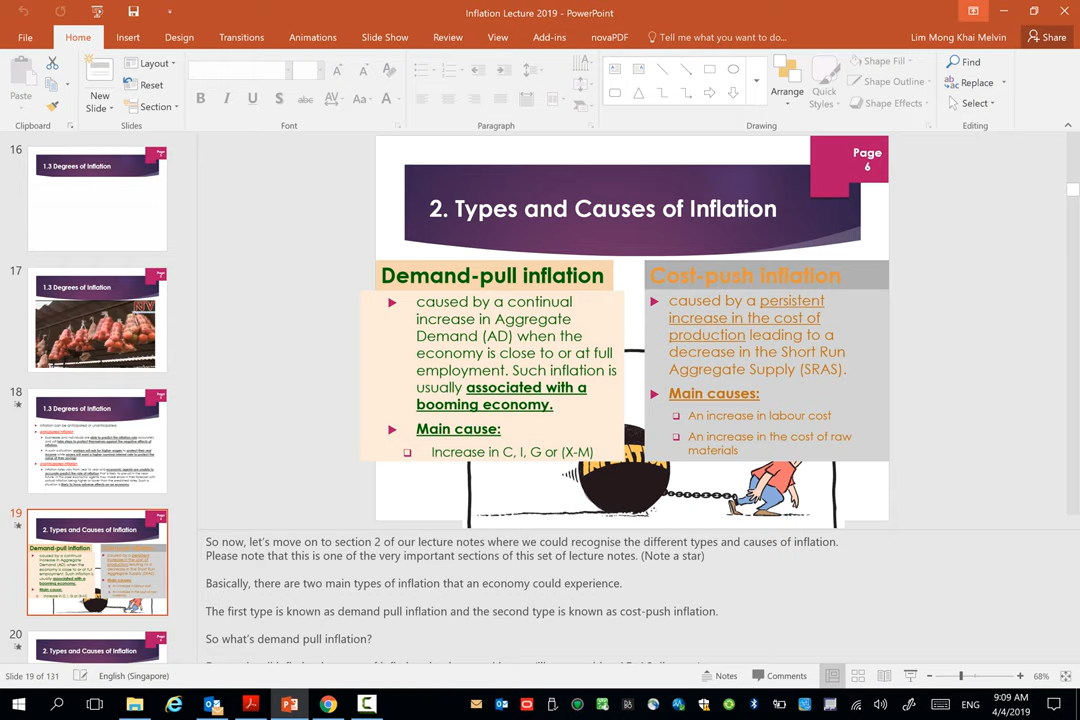 Inflation Lecture 2019 - PowerPoint
File Home Insert Design Transitions Animations Slide Show Review View Add-ins novaPDF Tell me what you want to do... Lim Mong Khai Melvin Share
Paste
New
Slide
Layout
Reset
Section
Arrange
Quick
Styles
Shape Fill
Shape Outline
Shape Effects
Find
Replace
Select
Clipboard Slides Font Paragraph Drawing Editing
16
1.3 Degrees of Inflation
17
1.3 Degrees of Inflation
18
1.3 Degrees of Inflation
19
2. Types and Causes of Inflation
Demand-pull inflation
20
2. Types and Causes of Inflation
Page
6
2. Types and Causes of Inflation
Demand-pull inflation
caused by a continual
increase in Aggregate
Demand (AD) when the
economy is close to or at full
employment. Such inflation is
usually associated with a
booming economy.
Main cause:
Increase in C, I, G or (X-M)
Cost-push inflation
caused by a persistent
increase in the cost of
production leading to a
decrease in the Short Run
Aggregate Supply (SRAS).
Main causes:
An increase in labour cost
An increase in the cost of raw
materials
So now, let's move on to section 2 of our lecture notes where we could recognise the different types and causes of inflation.
Please note that this is one of the very important sections of this set of lecture notes. (Note a star)
Basically, there are two main types of inflation that an economy could experience.
The first type is known as demand pull inflation and the second type is known as cost-push inflation.
So what's demand pull inflation?
Slide 19 of 131 English (Singapore) Notes Comments 68%
ENG
9:09 AM
4/4/2019